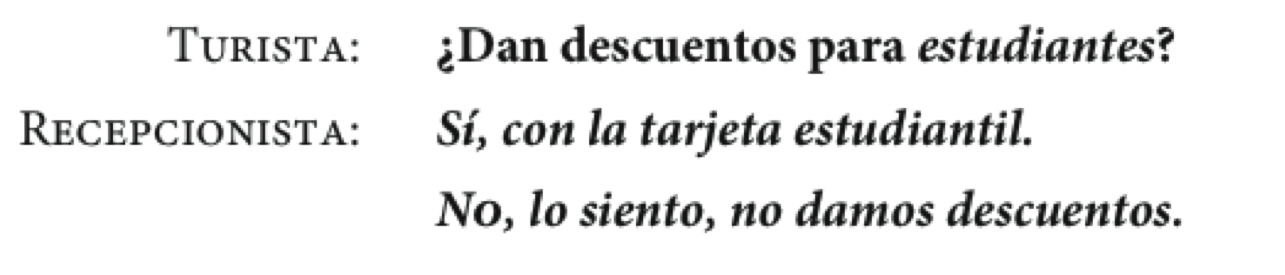 TURISTA: ¿Dan descuentos para estudiantes?
RECEPCIONISTA: Sí, con la tarjeta estudiantil.
No, lo siento, no damos descuentos.